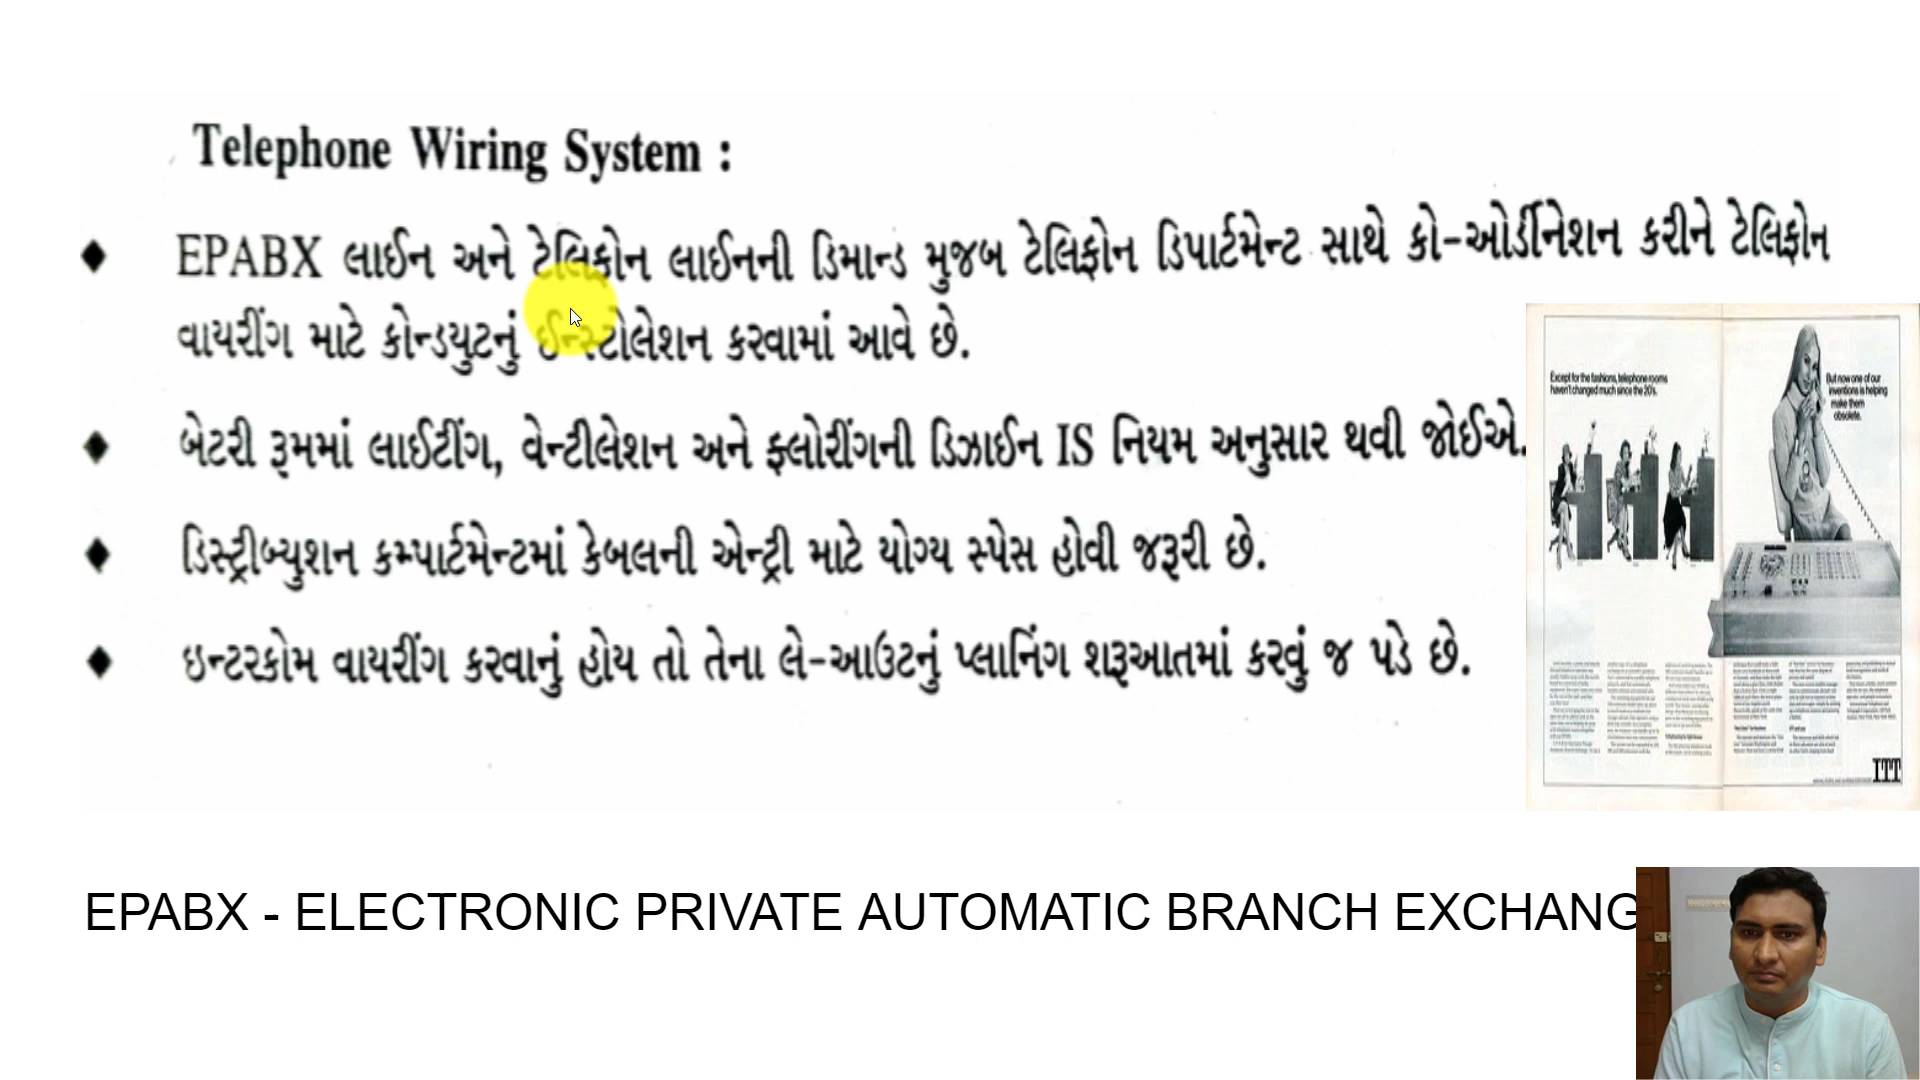 Telephone Wiring System :
EPABX લાઈન અને ટેલિફોન લાઈનની ડિમાન્ડ મુજબ ટેલિફોન ડિપાર્ટમેન્ટ સાથે કો-ઓર્ડીનેશન કરીને ટેલિફોન
વાયરીંગ માટે કોન્ડયુટનું ઈન્સ્ટોલેશન કરવામાં આવે છે.
બેટરી રૂમમાં લાઈટીંગ, વેન્ટીલેશન અને ફ્લોરીંગની ડિઝાઈન IS નિયમ અનુસાર થવી જોઈએ.
ડિસ્ટ્રીબ્યુશન કમ્પાર્ટમેન્ટમાં કેબલની એન્ટ્રી માટે યોગ્ય સ્પેસ હોવી જરૂરી છે.
ઇન્ટરકોમ વાયરીંગ કરવાનું હોય તો તેના લે-આઉટનું પ્લાનિંગ શરૂઆતમાં કરવું જ પડે છે.
Except for the fashions, telephone rooms
haven't changed much since the 20's.
But now one of our
inventions is helping
make them
obsolete.
ITT
EPABX - ELECTRONIC PRIVATE AUTOMATIC BRANCH EXCHANG